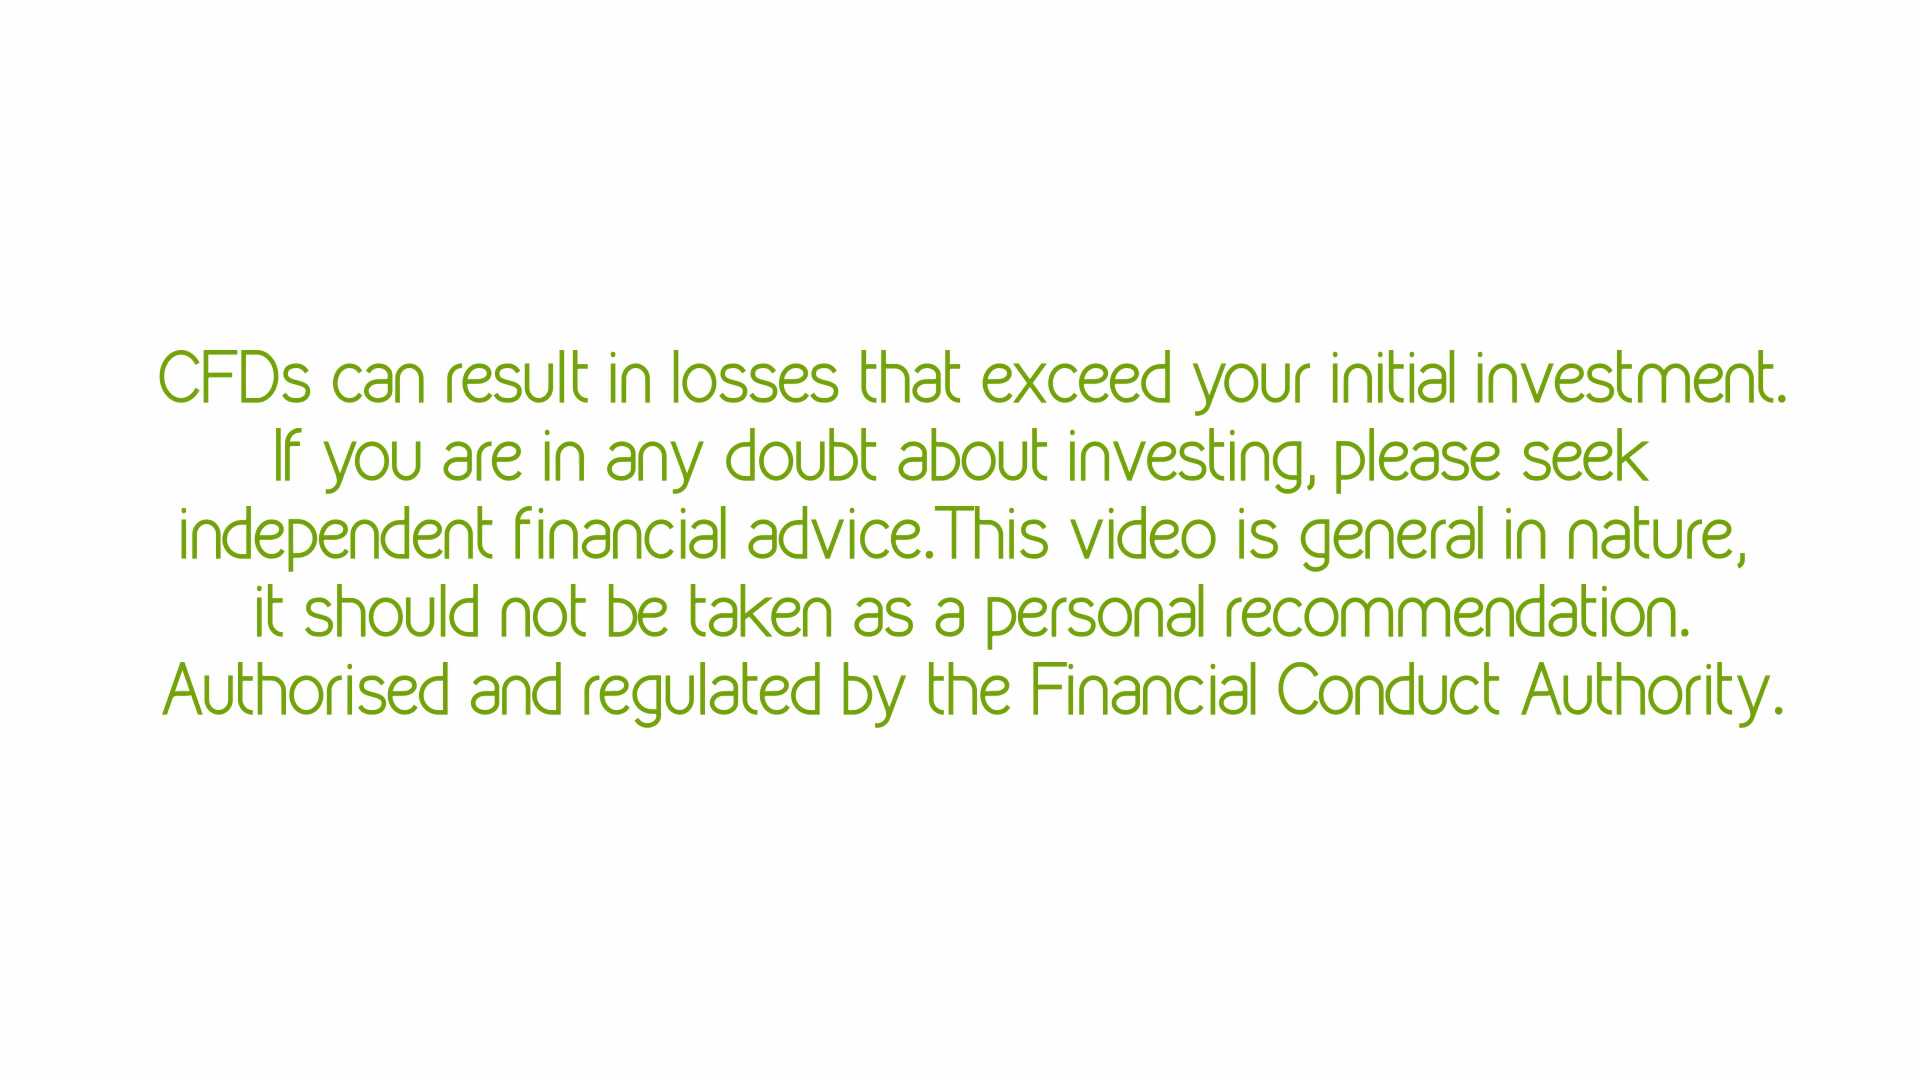 CFDs can result in losses that exceed your initial investment.
If you are in any doubt about investing, please seek
independent financial advice.This video is general in nature,
it should not be taken as a personal recommendation.
Authorised and regulated by the Financial Conduct Authority.